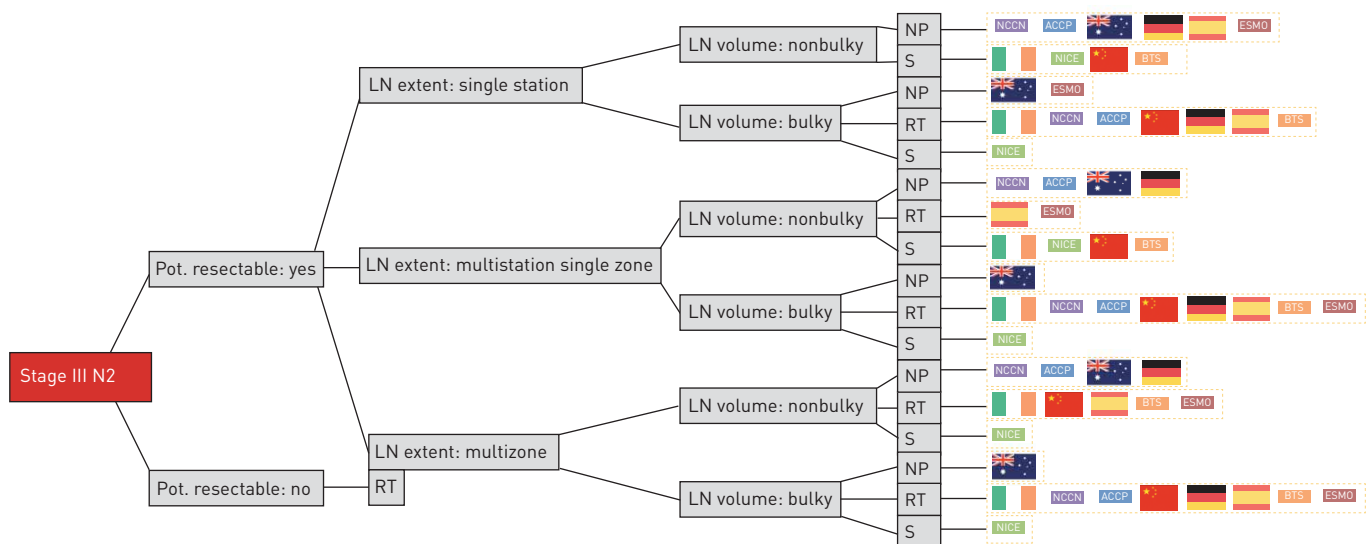 NP NCCN ACCP ESMO
LN volume: nonbulky
S NICE BTS
LN extent: single station
NP ESMO
LN volume: bulky
RT NCCN ACCP BTS
S NICE
NP NCCN ACCP
LN volume: nonbulky
RT ESMO
S NICE BTS
Pot. resectable: yes
LN extent: multistation single zone
NP
LN volume: bulky
RT NCCN ACCP BTS ESMO
S NICE
Stage III N2
NP NCCN ACCP
LN volume: nonbulky
RT BTS ESMO
S NICE
LN extent: multizone
NP
LN volume: bulky
RT NCCN ACCP BTS ESMO
S NICE
Pot. resectable: no
RT